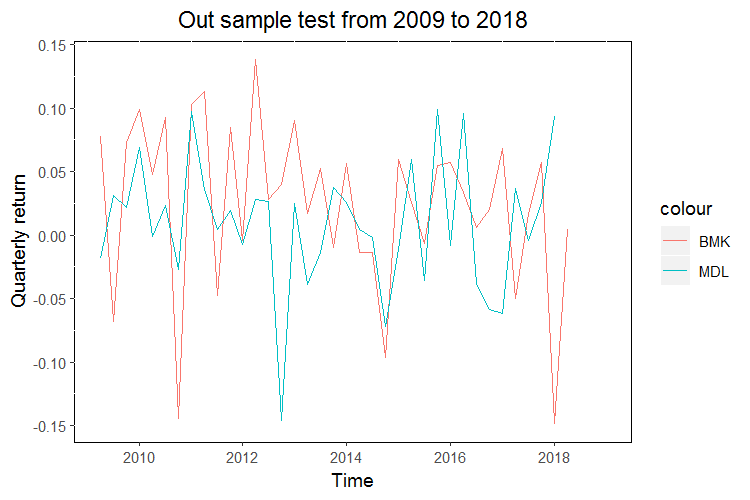 Out sample test from 2009 to 2018
0.15
0.10
0.05
0.00
-0.05
-0.10
-0.15
Quarterly return
2010 2012 2014 2016 2018
Time
colour
BMK
MDL